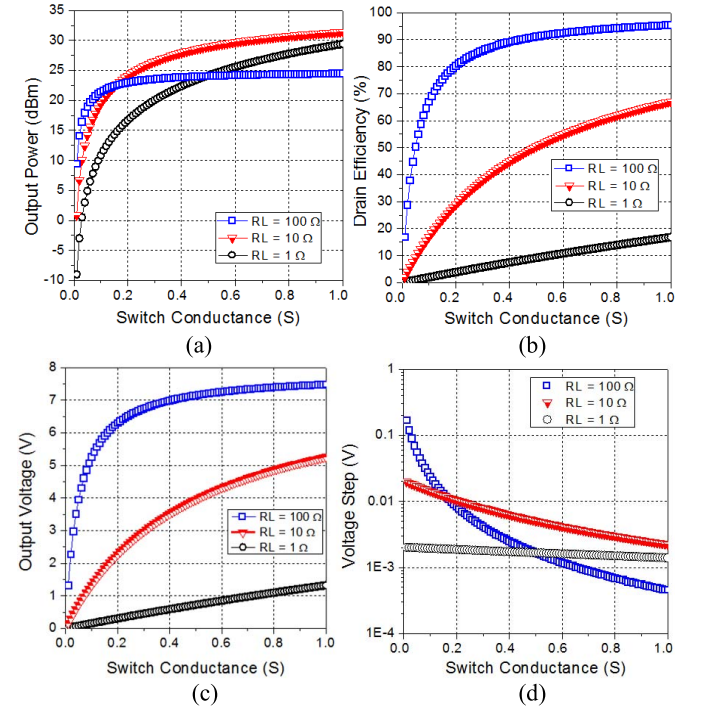 35
30
25
20
15
10
5
0
-5
-10
Output Power (dBm)
RL = 100 Ω
RL = 10 Ω
RL = 1 Ω
0.0 0.2 0.4 0.6 0.8 1.0
Switch Conductance (S)
(a)
100
90
80
70
60
50
40
30
20
10
0
Drain Efficiency (%)
RL = 100 Ω
RL = 10 Ω
RL = 1 Ω
0.0 0.2 0.4 0.6 0.8 1.0
Switch Conductance (S)
(b)
8
7
6
5
4
3
2
1
0
Output Voltage (V)
RL = 100 Ω
RL = 10 Ω
RL = 1 Ω
0.0 0.2 0.4 0.6 0.8 1.0
Switch Conductance (S)
(c)
1
0.1
0.01
1E-3
1E-4
Voltage Step (V)
RL = 100 Ω
RL = 10 Ω
RL = 1 Ω
0.0 0.2 0.4 0.6 0.8 1.0
Switch Conductance (S)
(d)